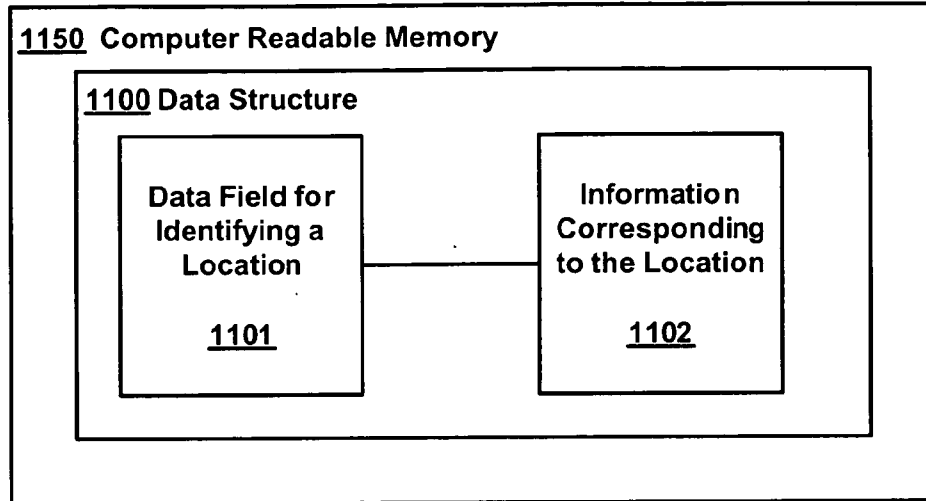 1150 Computer Readable Memory
1100 Data Structure
Data Field for
Identifying a
Location
1101
Information
Corresponding
to the Location
1102